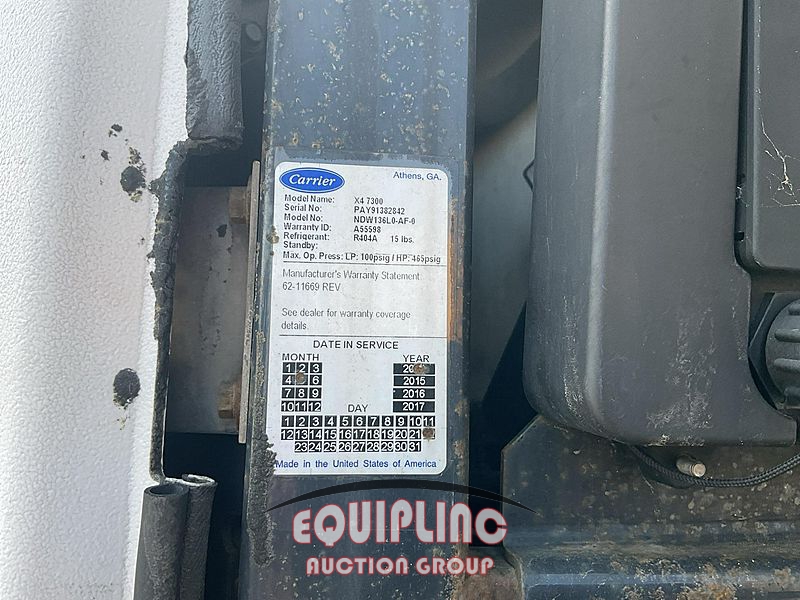 Carrier
Athens, GA.
Model Name: X4 7300
Serial No: PAY91382842
Model No: NDW136L0-AF-0
Warranty ID: A55598
Refrigerant: R404A 15 lbs.
Standby:
Max. Op. Press: LP: 100psig / HP: 465psig
Manufacturer's Warranty Statement
62-11669 REV
See dealer for warranty coverage
details.
DATE IN SERVICE
MONTH YEAR
1 2 3
4 6 2015
7 8 9 2016
10 11 12 DAY 2017
1 2 3 4 5 6 7 8 9 10 11
12 13 14 15 16 17 18 19 20 21
23 24 25 26 27 28 29 30 31
Made in the United States of America
EQUIPLINC
AUCTION GROUP